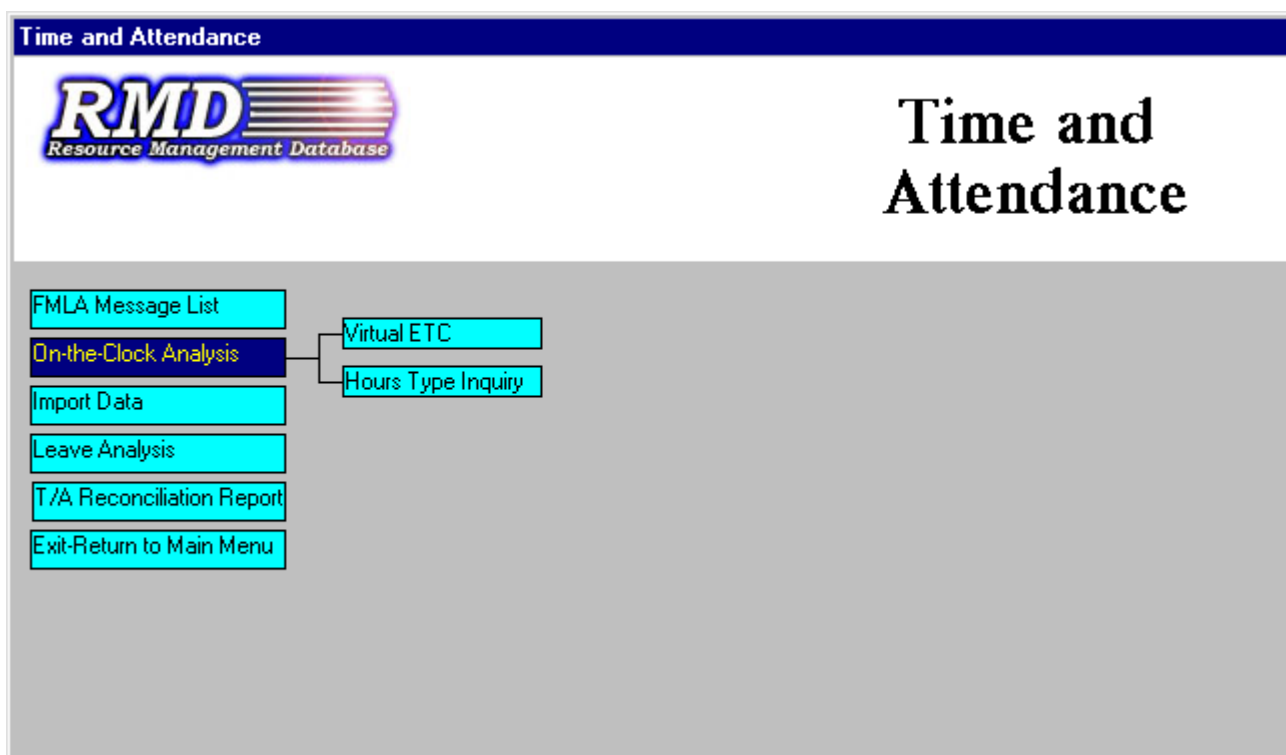 Time and Attendance
RMD
Resource Management Database
Time and
Attendance
FMLA Message List
On-the-Clock Analysis
Virtual ETC
Hours Type Inquiry
Import Data
Leave Analysis
T/A Reconciliation Report
Exit-Return to Main Menu